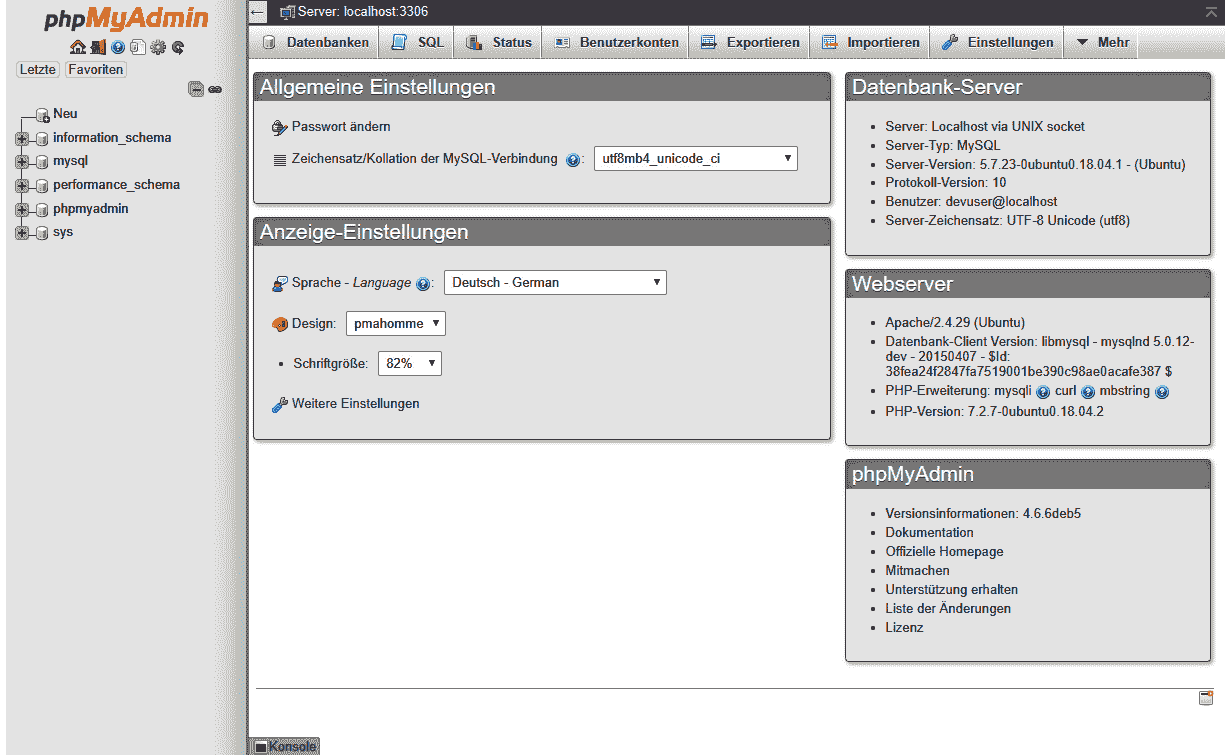 phpMyAdmin
Letzte Favoriten
Neu
information_schema
mysql
performance_schema
phpmyadmin
sys
← Server: localhost:3306
Datenbanken SQL Status Benutzerkonten Exportieren Importieren Einstellungen Mehr
Allgemeine Einstellungen
Passwort ändern
Zeichensatz/Kollation der MySQL-Verbindung : utf8mb4_unicode_ci
Anzeige-Einstellungen
Sprache - Language : Deutsch - German
Design: pmahomme
• Schriftgröße: 82%
Weitere Einstellungen
Datenbank-Server
• Server: Localhost via UNIX socket
• Server-Typ: MySQL
• Server-Version: 5.7.23-0ubuntu0.18.04.1 - (Ubuntu)
• Protokoll-Version: 10
• Benutzer: devuser@localhost
• Server-Zeichensatz: UTF-8 Unicode (utf8)
Webserver
• Apache/2.4.29 (Ubuntu)
• Datenbank-Client Version: libmysql - mysqlnd 5.0.12-
dev - 20150407 - $Id:
38fea24f2847fa7519001be390c98ae0acafe387 $
• PHP-Erweiterung: mysqli curl mbstring
• PHP-Version: 7.2.7-0ubuntu0.18.04.2
phpMyAdmin
• Versionsinformationen: 4.6.6deb5
• Dokumentation
• Offizielle Homepage
• Mitmachen
• Unterstützung erhalten
• Liste der Änderungen
• Lizenz
Konsole